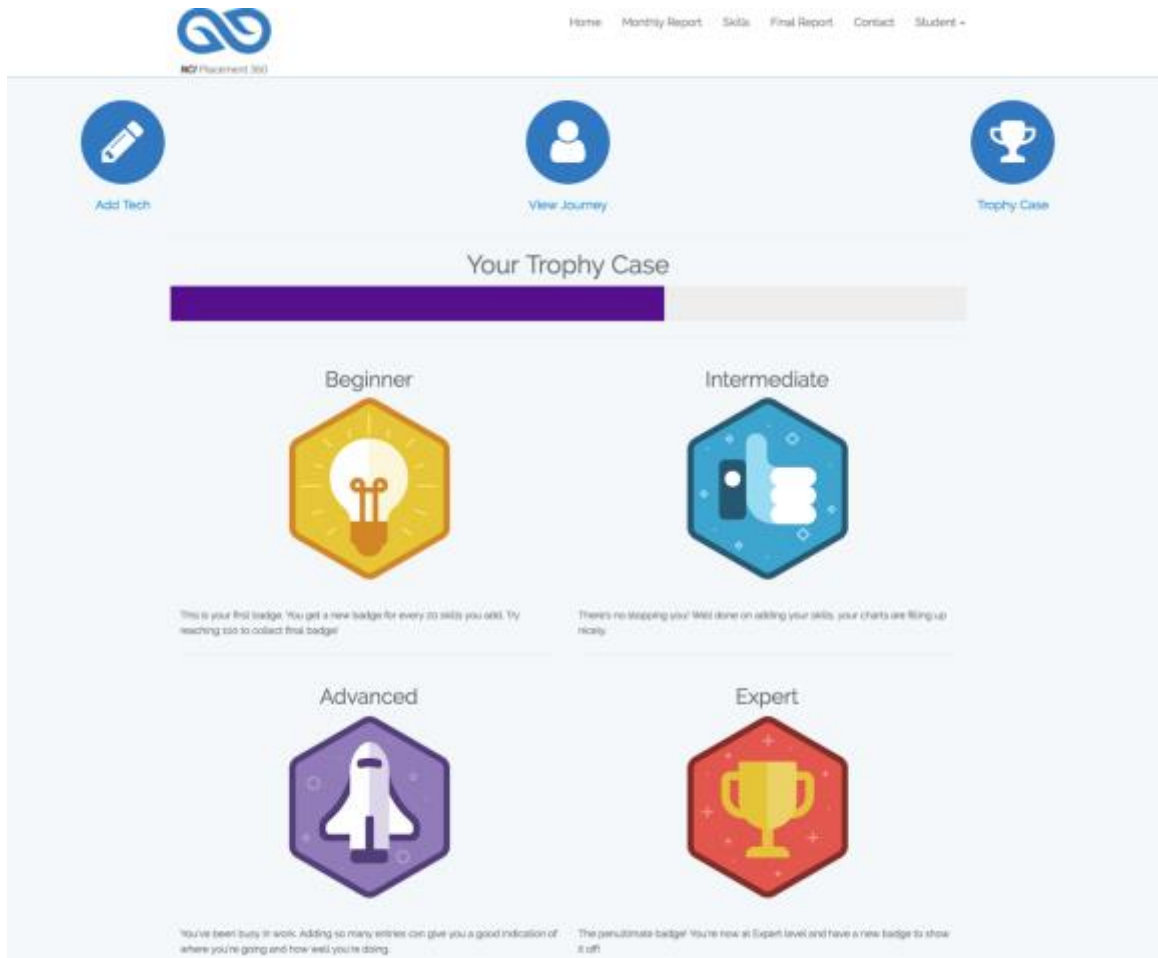 Home Monthly Report Skills Final Report Contact Student
NCI Placement 360
Add Tech
View Journey
Trophy Case
Your Trophy Case
Beginner
Intermediate
This is your first badge. You get a new badge for every 20 skills you add. Try
reaching 100 to collect final badge!
There's no stopping you! Well done on adding your skills, your charts are filling up
nicely.
Advanced
Expert
You've been busy in work. Adding so many entries can give you a good indication of
where you're going and how well you're doing.
The penultimate badge! You're now at Expert level and have a new badge to show
it off!